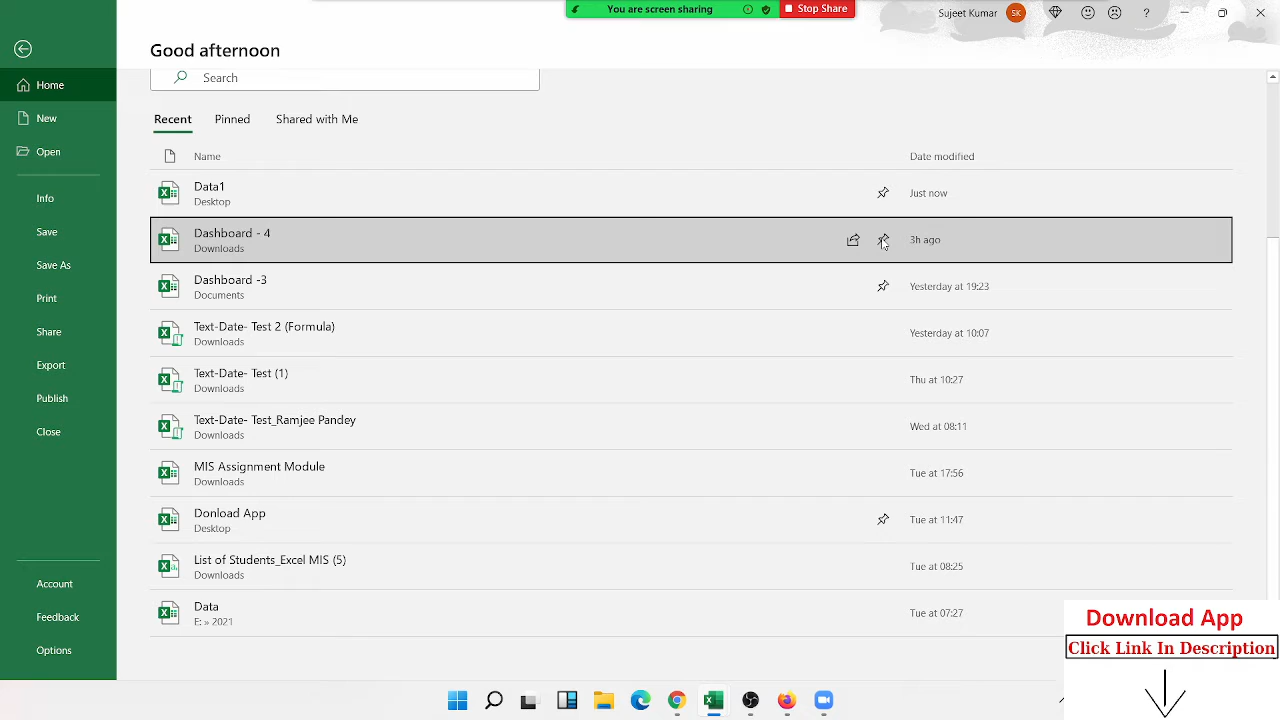 You are screen sharing
Stop Share
Sujeet Kumar
SK
?
Good afternoon
Search
Home
New
Open
Info
Save
Save As
Print
Share
Export
Publish
Close
Account
Feedback
Options
Recent Pinned Shared with Me
Name Date modified
Data1
Desktop
Just now
Dashboard - 4
Downloads
3h ago
Dashboard -3
Documents
Yesterday at 19:23
Text-Date- Test 2 (Formula)
Downloads
Yesterday at 10:07
Text-Date- Test (1)
Downloads
Thu at 10:27
Text-Date- Test_Ramjee Pandey
Downloads
Wed at 08:11
MIS Assignment Module
Downloads
Tue at 17:56
Donload App
Desktop
Tue at 11:47
List of Students_Excel MIS (5)
Downloads
Tue at 08:25
Data
E: » 2021
Tue at 07:27
Download App
Click Link In Description